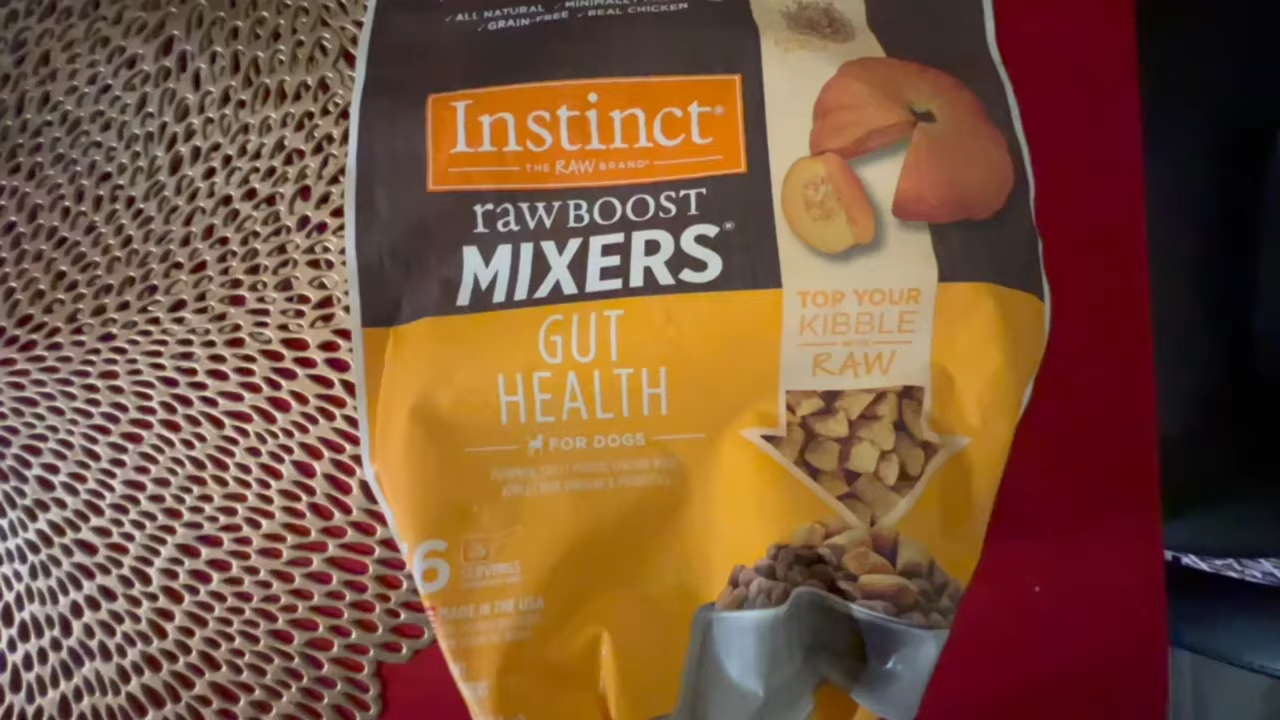 ✓ALL NATURAL ✓MINIMALLY
✓GRAIN-FREE ✓REAL CHICKEN
Instinct®
THE RAW BRAND®
rawBOOST
MIXERS®
GUT
HEALTH
FOR DOGS
TOP YOUR
KIBBLE
WITH
RAW
6
SERVINGS
MADE IN THE USA